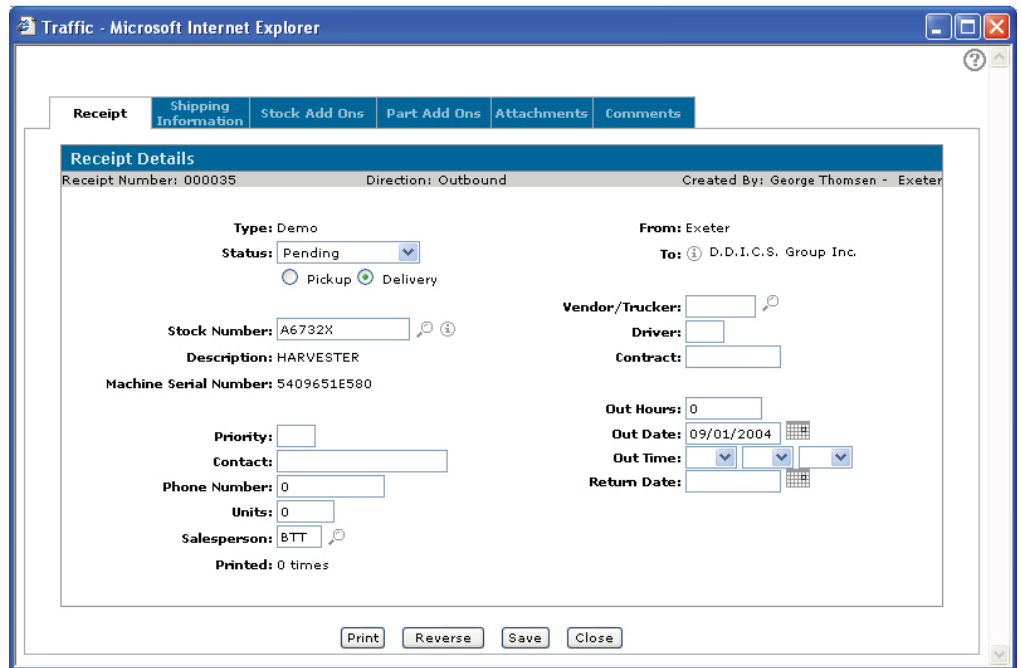 Traffic - Microsoft Internet Explorer
?
Receipt
Shipping Information
Stock Add Ons
Part Add Ons
Attachments
Comments
Receipt Details
Receipt Number: 000035 Direction: Outbound Created By: George Thomsen - Exeter
Type: Demo
Status: Pending
Pickup Delivery
Stock Number: A6732X
Description: HARVESTER
Machine Serial Number: 5409651E580
Priority:
Contact:
Phone Number: 0
Units: 0
Salesperson: BTT
Printed: 0 times
From: Exeter
To: i D.D.I.C.S. Group Inc.
Vendor/Trucker:
Driver:
Contract:
Out Hours: 0
Out Date: 09/01/2004
Out Time:
Return Date:
Print Reverse Save Close